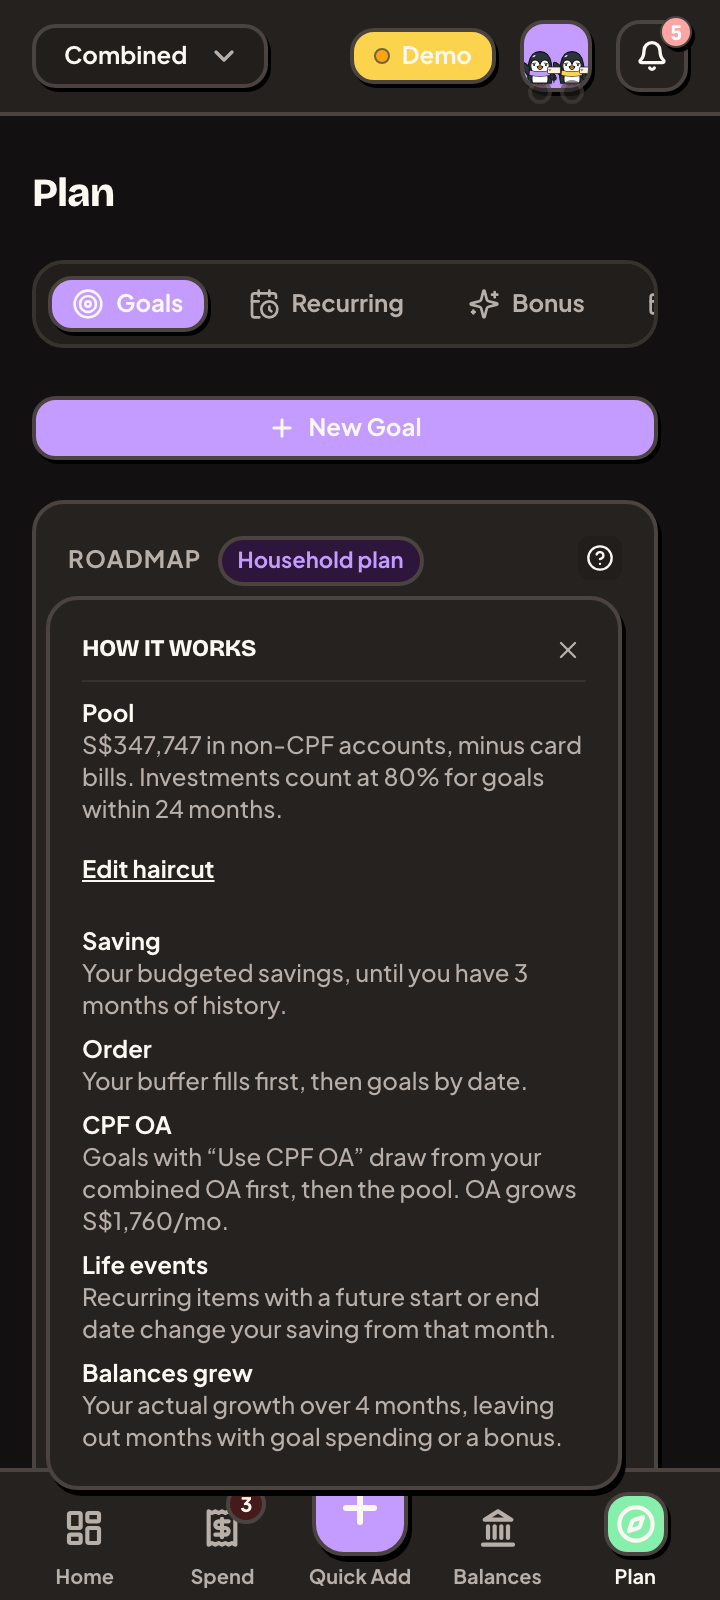 Combined
Demo
5
Plan
Goals
Recurring
Bonus
+ New Goal
ROADMAP
Household plan
HOW IT WORKS
Pool
S$347,747 in non-CPF accounts, minus card
bills. Investments count at 80% for goals
within 24 months.
Edit haircut
Saving
Your budgeted savings, until you have 3
months of history.
Order
Your buffer fills first, then goals by date.
CPF OA
Goals with “Use CPF OA” draw from your
combined OA first, then the pool. OA grows
S$1,760/mo.
Life events
Recurring items with a future start or end
date change your saving from that month.
Balances grew
Your actual growth over 4 months, leaving
out months with goal spending or a bonus.
3
Home
Spend
Quick Add
Balances
Plan